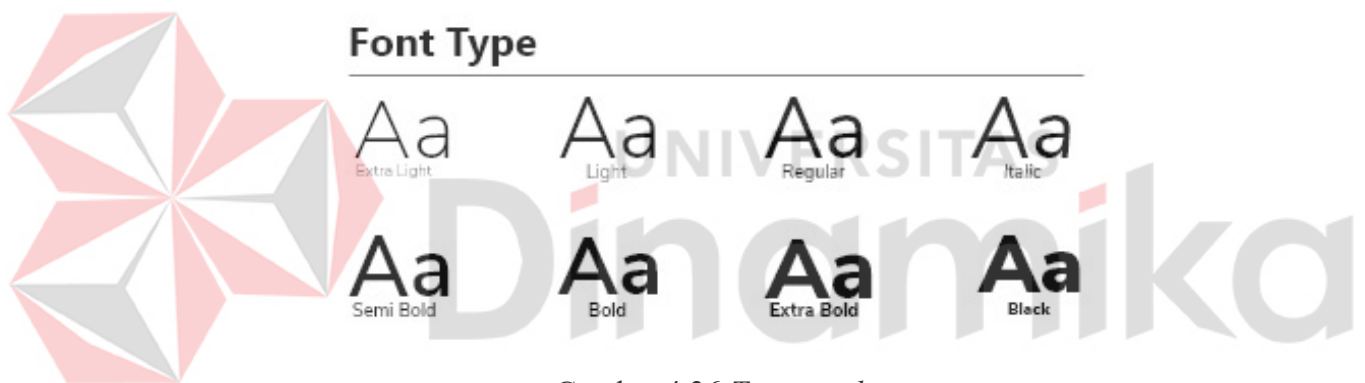 Font Type
Aa Aa Aa Aa
Extra Light Light Regular Italic
UNIVERSITAS
Dinamika
Aa Aa Aa Aa
Semi Bold Bold Extra Bold Black